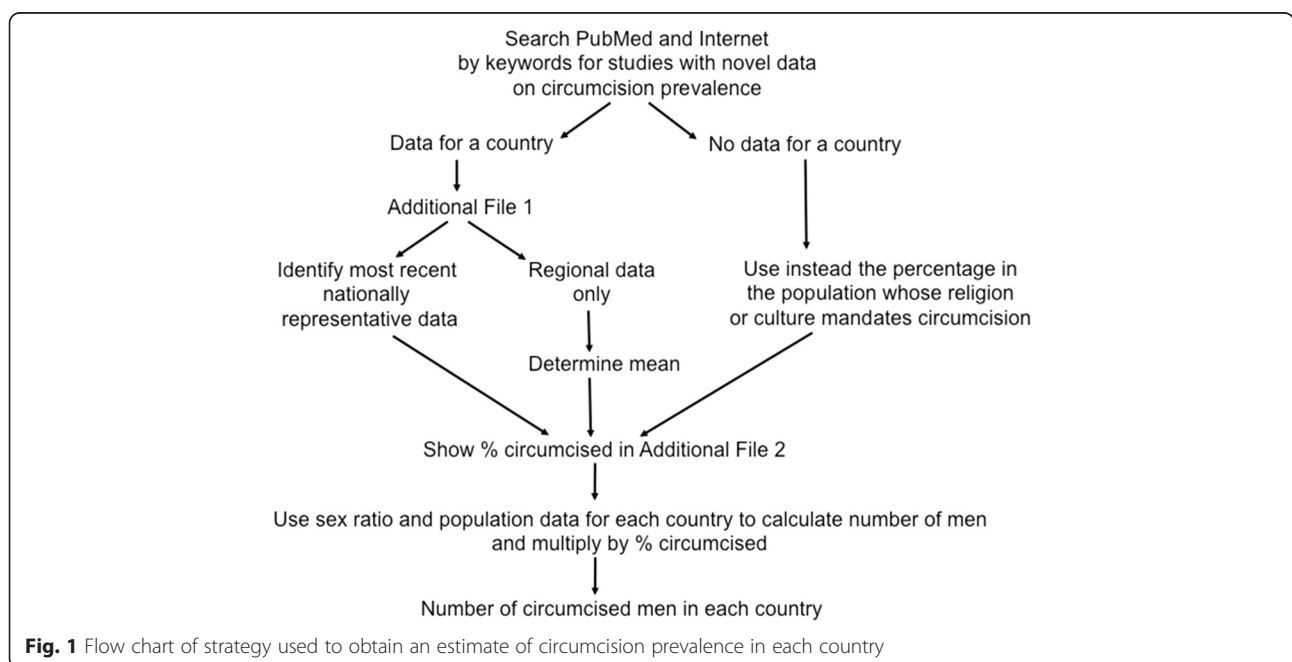 Search PubMed and Internet
by keywords for studies with novel data
on circumcision prevalence
Data for a country
No data for a country
Additional File 1
Identify most recent
nationally
representative data
Regional data
only
Use instead the percentage in
the population whose religion
or culture mandates circumcision
Determine mean
Show % circumcised in Additional File 2
Use sex ratio and population data for each country to calculate number of men
and multiply by % circumcised
Number of circumcised men in each country
Fig. 1 Flow chart of strategy used to obtain an estimate of circumcision prevalence in each country